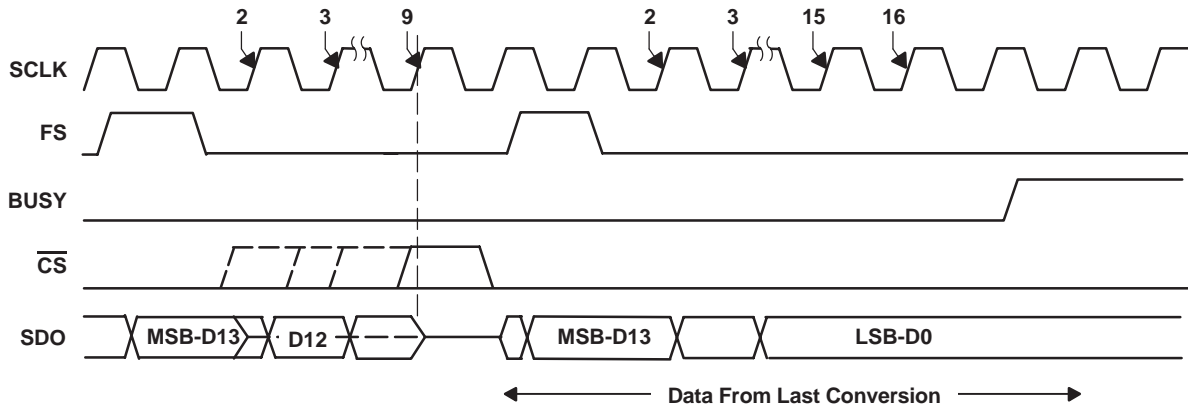 2 3 9 2 3 15 16
SCLK
FS
BUSY
CS
SDO MSB-D13 D12 MSB-D13 LSB-D0
Data From Last Conversion